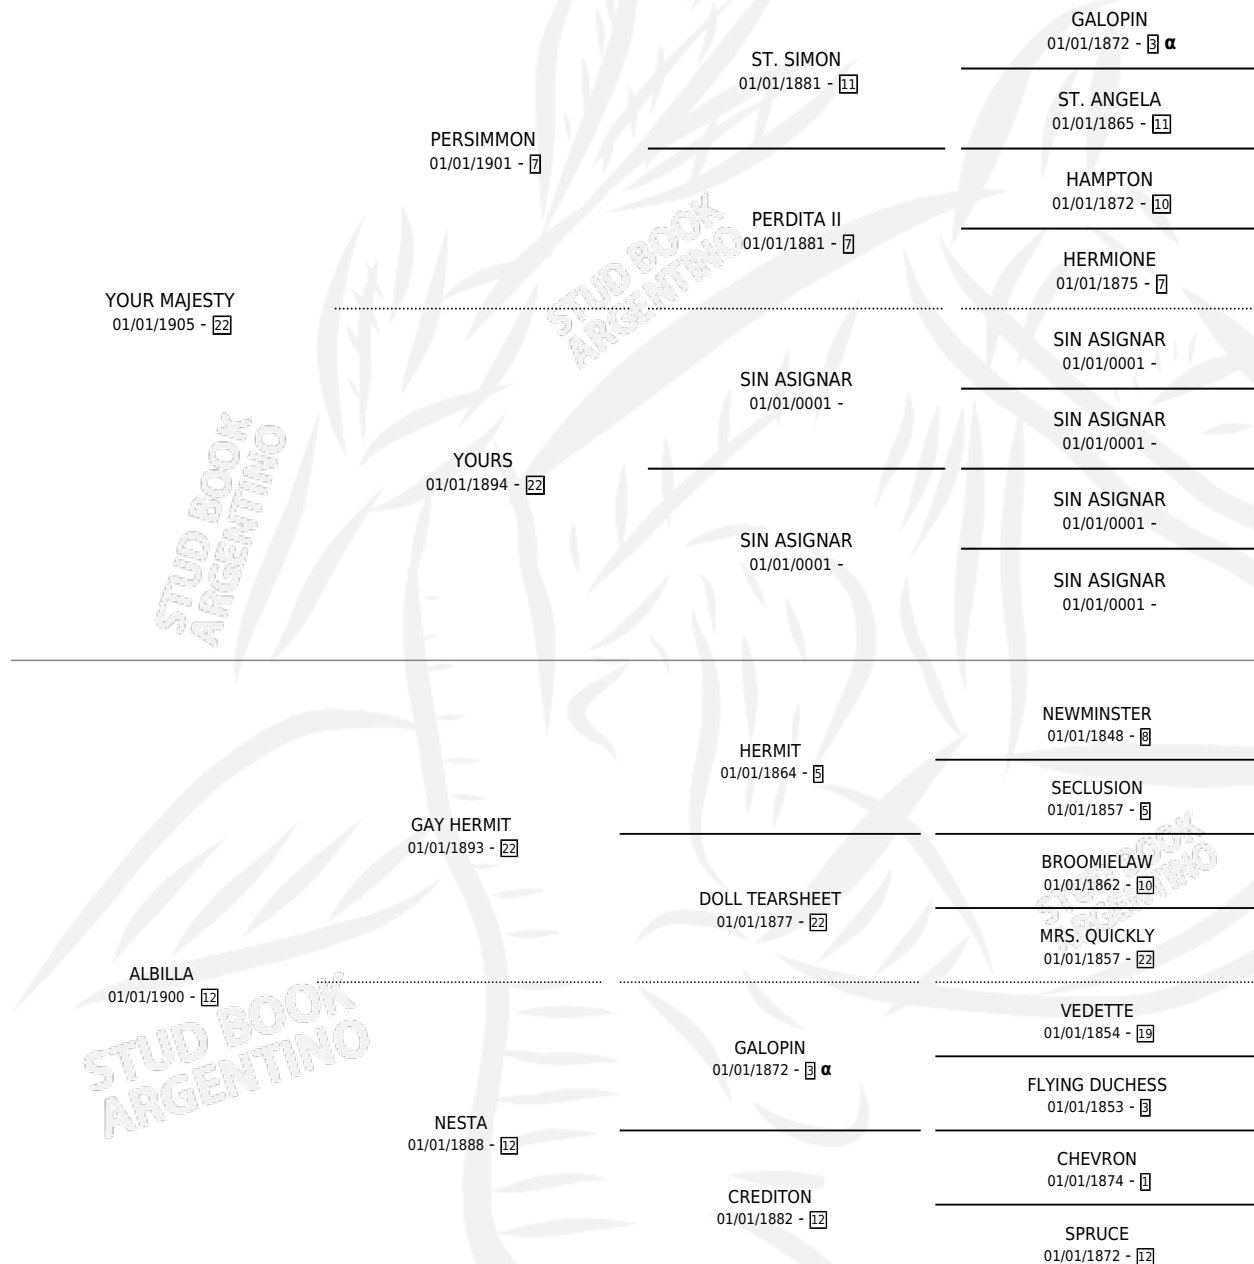 GALOPIN
01/01/1872 - 3 α
ST. SIMON
01/01/1881 - 11
ST. ANGELA
01/01/1865 - 11
PERSIMMON
01/01/1901 - 7
HAMPTON
01/01/1872 - 10
PERDITA II
01/01/1881 - 7
HERMIONE
01/01/1875 - 7
YOUR MAJESTY
01/01/1905 - 22
SIN ASIGNAR
01/01/0001 -
SIN ASIGNAR
01/01/0001 -
SIN ASIGNAR
01/01/0001 -
YOURS
01/01/1894 - 22
SIN ASIGNAR
01/01/0001 -
SIN ASIGNAR
01/01/0001 -
SIN ASIGNAR
01/01/0001 -
STUD BOOK
ARGENTINO
STUD BOOK
ARGENTINO
NEWMINSTER
01/01/1848 - 8
HERMIT
01/01/1864 - 5
SECLUSION
01/01/1857 - 5
GAY HERMIT
01/01/1893 - 22
BROOMIELAW
01/01/1862 - 10
DOLL TEARSHEET
01/01/1877 - 22
MRS. QUICKLY
01/01/1857 - 22
ALBILLA
01/01/1900 - 12
VEDETTE
01/01/1854 - 19
GALOPIN
01/01/1872 - 3 α
FLYING DUCHESS
01/01/1853 - 3
NESTA
01/01/1888 - 12
CHEVRON
01/01/1874 - 1
CREDITON
01/01/1882 - 12
SPRUCE
01/01/1872 - 12
STUD BOOK
ARGENTINO
STUD BOOK
ARGENTINO